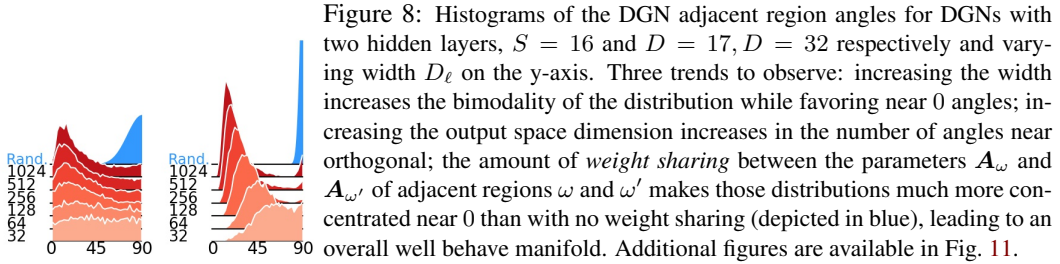 Figure 8: Histograms of the DGN adjacent region angles for DGNs with
two hidden layers, S = 16 and D = 17, D = 32 respectively and vary-
ing width Dℓ on the y-axis. Three trends to observe: increasing the width
increases the bimodality of the distribution while favoring near 0 angles; in-
creasing the output space dimension increases in the number of angles near
orthogonal; the amount of weight sharing between the parameters Aω and
Aω′ of adjacent regions ω and ω′ makes those distributions much more con-
centrated near 0 than with no weight sharing (depicted in blue), leading to an
overall well behave manifold. Additional figures are available in Fig. 11.
Rand.
1024
512
256
128
64
32
0 45 90
Rand.
1024
512
256
128
64
32
0 45 90